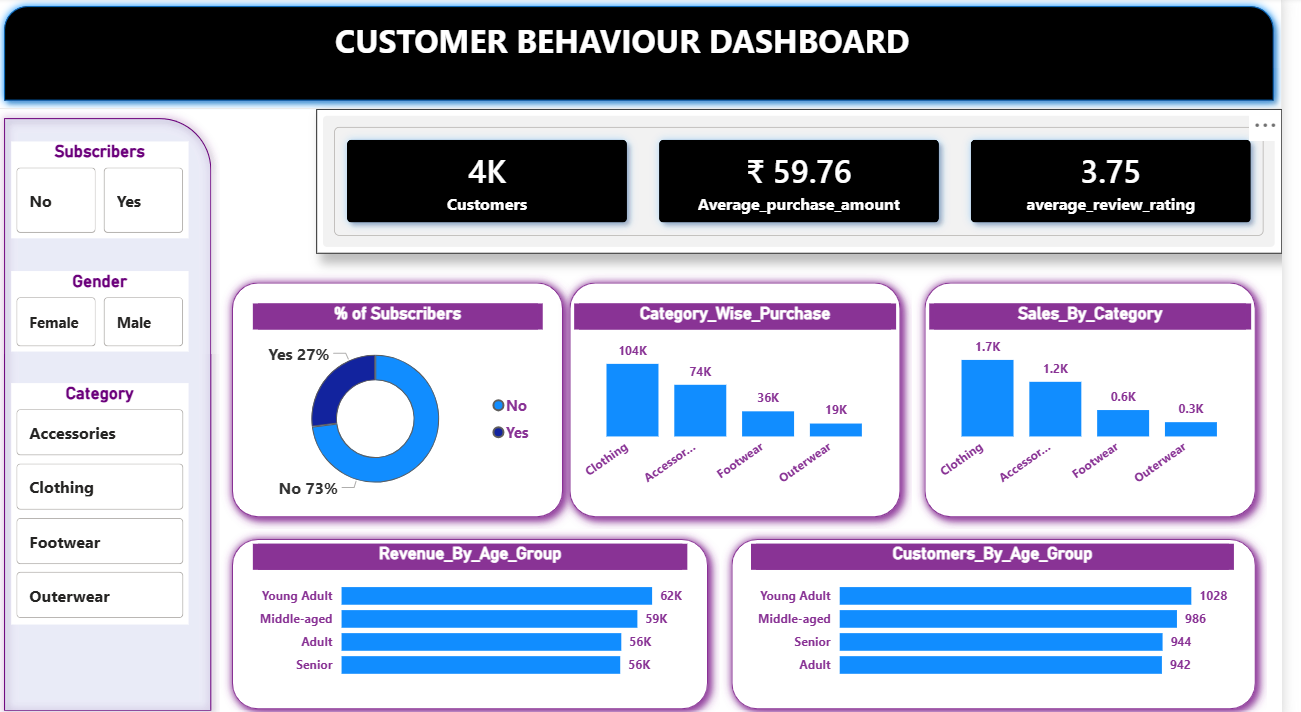 CUSTOMER BEHAVIOUR DASHBOARD
4K
Customers
₹ 59.76
Average_purchase_amount
3.75
average_review_rating
Subscribers
No
Yes
Gender
Female
Male
Category
Accessories
Clothing
Footwear
Outerwear
% of Subscribers
Yes 27%
No 73%
No
Yes
Category_Wise_Purchase
104K
74K
36K
19K
Clothing
Accessor...
Footwear
Outerwear
Sales_By_Category
1.7K
1.2K
0.6K
0.3K
Clothing
Accessor...
Footwear
Outerwear
Revenue_By_Age_Group
Young Adult 62K
Middle-aged 59K
Adult 56K
Senior 56K
Customers_By_Age_Group
Young Adult 1028
Middle-aged 986
Senior 944
Adult 942